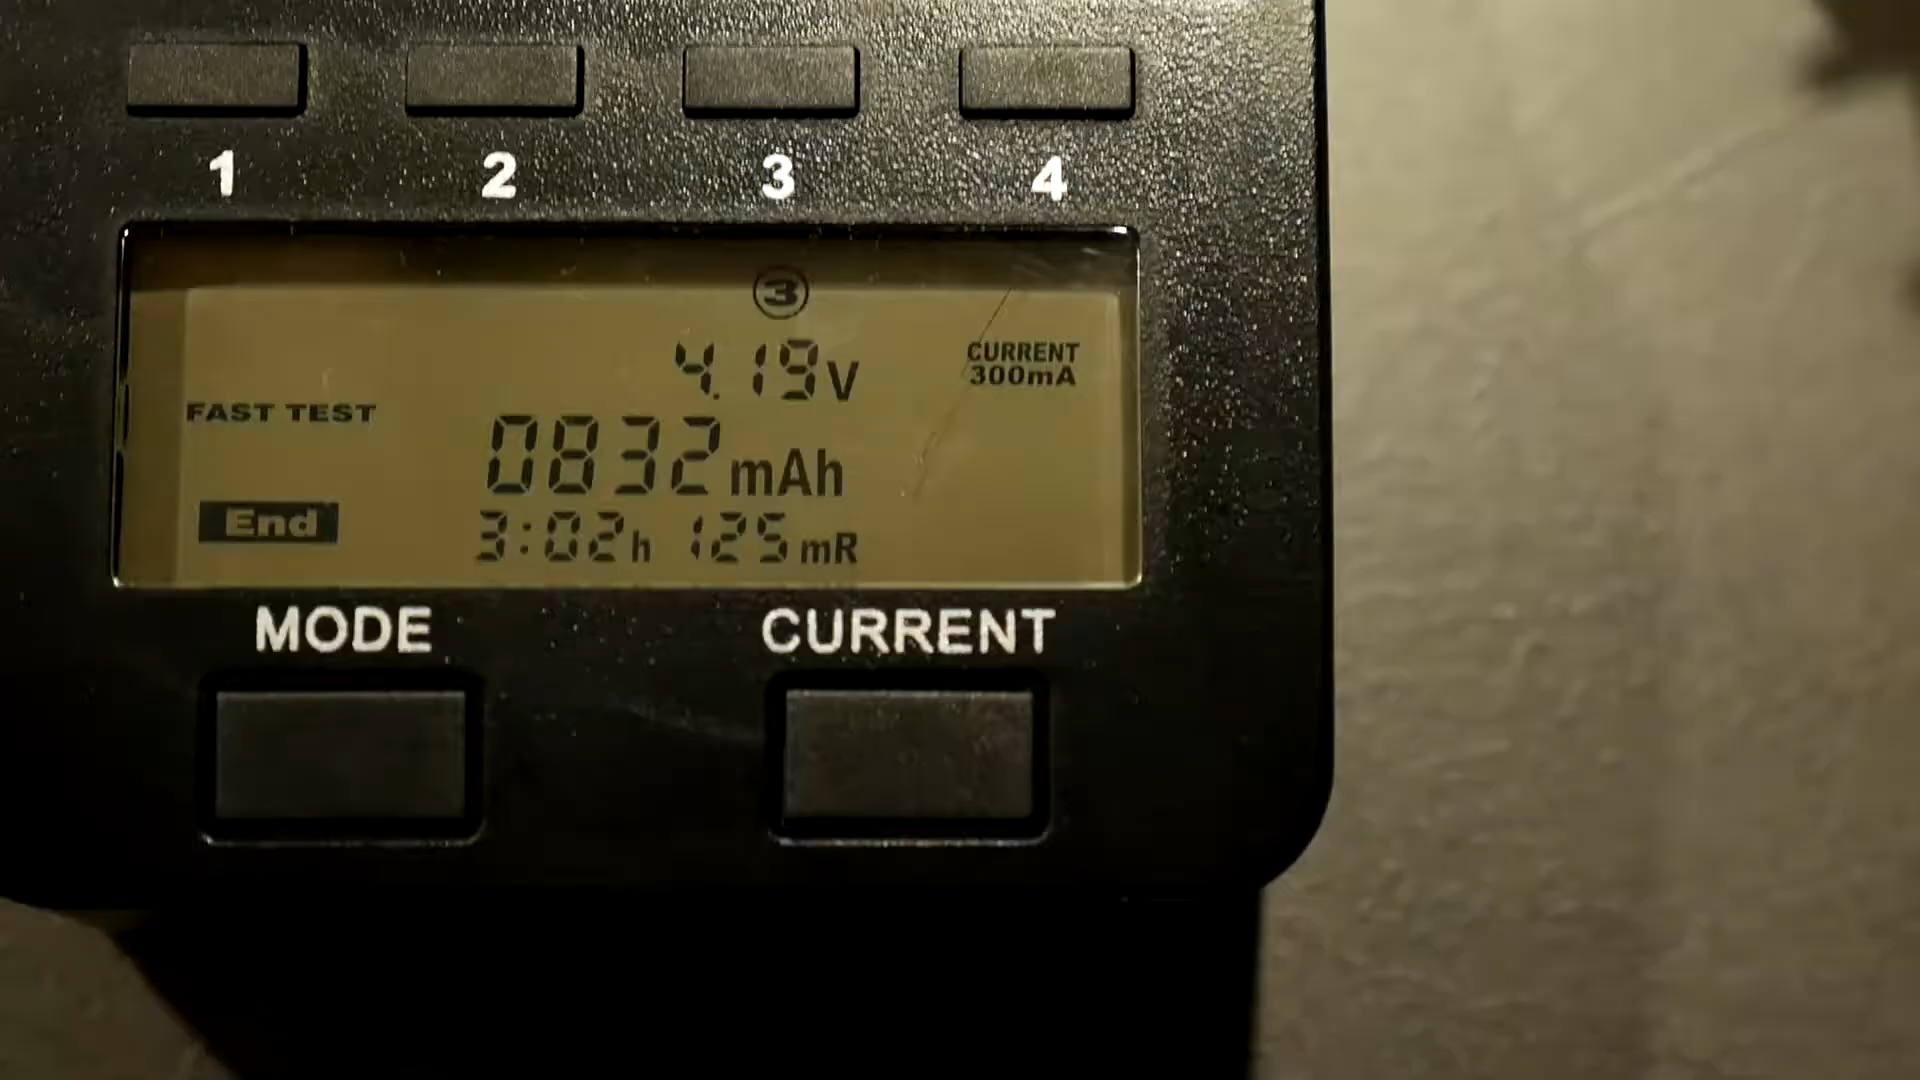 1 2 3 4
③
4.19V
CURRENT
300mA
FAST TEST
0832mAh
End
3:02h 125mR
MODE CURRENT